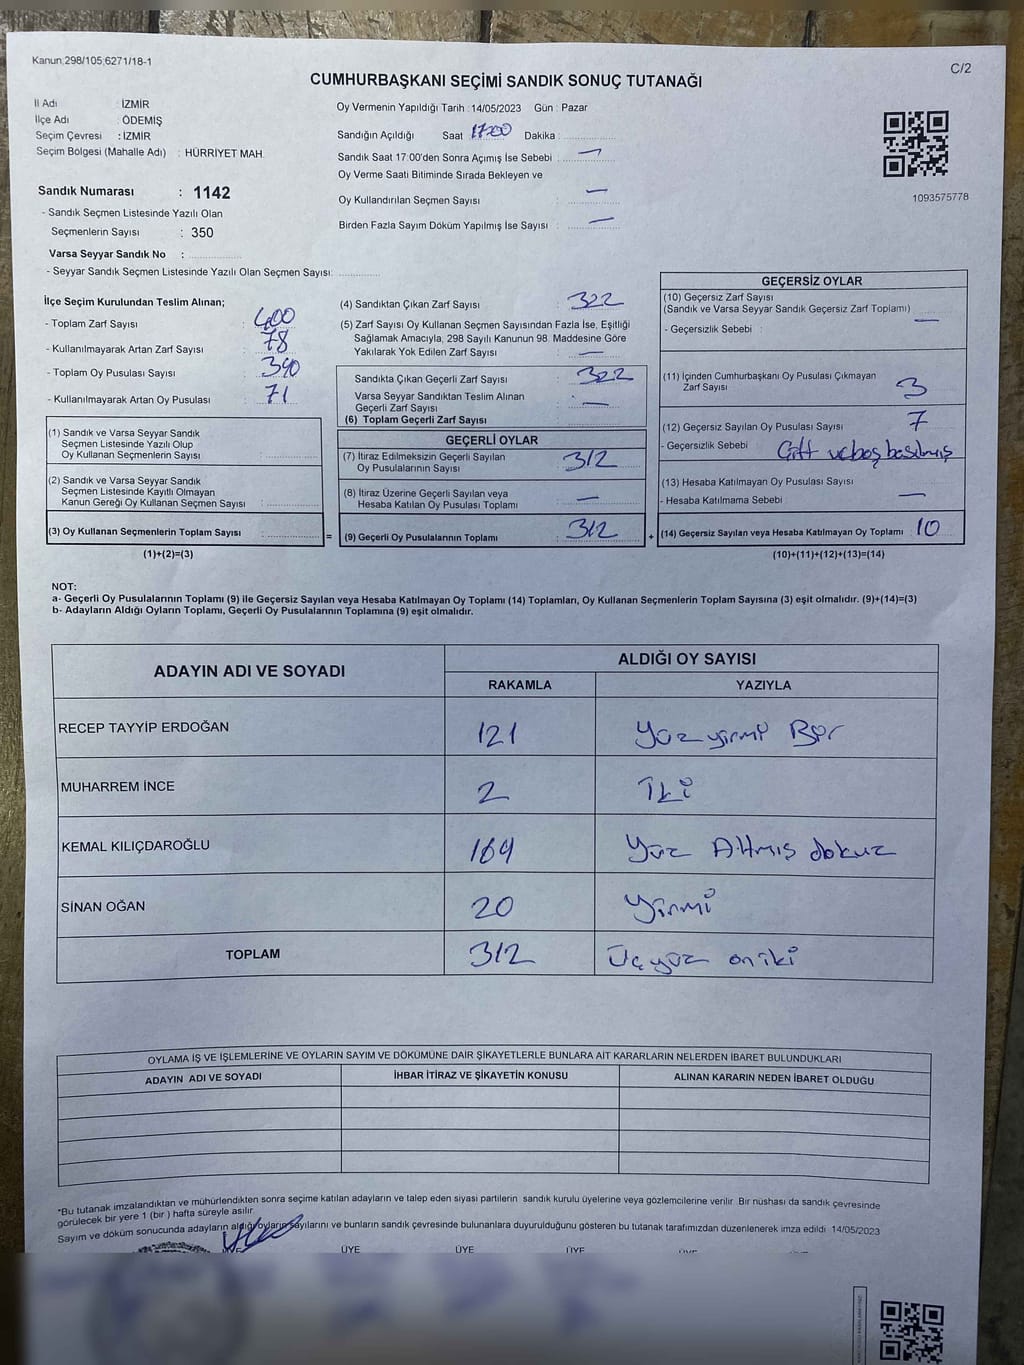 Kanun;298/105;6271/18-1
C/2
CUMHURBAŞKANI SEÇİMİ SANDIK SONUÇ TUTANAĞI
İl Adı : İZMİR
İlçe Adı : ÖDEMİŞ
Seçim Çevresi : İZMİR
Seçim Bölgesi (Mahalle Adı) : HÜRRİYET MAH.
Sandık Numarası : 1142
- Sandık Seçmen Listesinde Yazılı Olan
Seçmenlerin Sayısı : 350
Varsa Seyyar Sandık No :
- Seyyar Sandık Seçmen Listesinde Yazılı Olan Seçmen Sayısı:
Oy Vermenin Yapıldığı Tarih : 14/05/2023 Gün : Pazar
Sandığın Açıldığı Saat 17:00 Dakika :
Sandık Saat 17:00'den Sonra Açımış İse Sebebi : —
Oy Verme Saati Bitiminde Sırada Bekleyen ve
Oy Kullandırılan Seçmen Sayısı : —
Birden Fazla Sayım Döküm Yapılmış İse Sayısı : —
1093575778
İlçe Seçim Kurulundan Teslim Alınan;
- Toplam Zarf Sayısı : 400
- Kullanılmayarak Artan Zarf Sayısı : 78
- Toplam Oy Pusulası Sayısı : 390
- Kullanılmayarak Artan Oy Pusulası : 71
(1) Sandık ve Varsa Seyyar Sandık
Seçmen Listesinde Yazılı Olup
Oy Kullanan Seçmenlerin Sayısı :
(2) Sandık ve Varsa Seyyar Sandık
Seçmen Listesinde Kayıtlı Olmayan
Kanun Gereği Oy Kullanan Seçmen Sayısı :
(3) Oy Kullanan Seçmenlerin Toplam Sayısı :
(1)+(2)=(3)
=
(4) Sandıktan Çıkan Zarf Sayısı : 322
(5) Zarf Sayısı Oy Kullanan Seçmen Sayısından Fazla İse, Eşitliği
Sağlamak Amacıyla, 298 Sayılı Kanunun 98. Maddesine Göre
Yakılarak Yok Edilen Zarf Sayısı : —
Sandıkta Çıkan Geçerli Zarf Sayısı : 322
Varsa Seyyar Sandıktan Teslim Alınan
Geçerli Zarf Sayısı : —
(6) Toplam Geçerli Zarf Sayısı :
GEÇERLİ OYLAR
(7) İtiraz Edilmeksizin Geçerli Sayılan
Oy Pusulalarının Sayısı : 312
(8) İtiraz Üzerine Geçerli Sayılan veya
Hesaba Katılan Oy Pusulası Toplamı : —
(9) Geçerli Oy Pusulalarının Toplamı : 312
+
GEÇERSİZ OYLAR
(10) Geçersiz Zarf Sayısı
(Sandık ve Varsa Seyyar Sandık Geçersiz Zarf Toplamı) : —
- Geçersizlik Sebebi :
(11) İçinden Cumhurbaşkanı Oy Pusulası Çıkmayan
Zarf Sayısı : 3
(12) Geçersiz Sayılan Oy Pusulası Sayısı : 7
- Geçersizlik Sebebi : Çift ve boş basılmış
(13) Hesaba Katılmayan Oy Pusulası Sayısı :
- Hesaba Katılmama Sebebi : —
(14) Geçersiz Sayılan veya Hesaba Katılmayan Oy Toplamı : 10
(10)+(11)+(12)+(13)=(14)
NOT:
a- Geçerli Oy Pusulalarının Toplamı (9) ile Geçersiz Sayılan veya Hesaba Katılmayan Oy Toplamı (14) Toplamları, Oy Kullanan Seçmenlerin Toplam Sayısına (3) eşit olmalıdır. (9)+(14)=(3)
b- Adayların Aldığı Oyların Toplamı, Geçerli Oy Pusulalarının Toplamına (9) eşit olmalıdır.
ADAYIN ADI VE SOYADI ALDIĞI OY SAYISI
RAKAMLA YAZIYLA
RECEP TAYYİP ERDOĞAN 121 Yüz yirmi Bir
MUHARREM İNCE 2 İki
KEMAL KILIÇDAROĞLU 169 Yüz Altmış dokuz
SİNAN OĞAN 20 Yirmi
TOPLAM 312 Üçyüz oniki
OYLAMA İŞ VE İŞLEMLERİNE VE OYLARIN SAYIM VE DÖKÜMÜNE DAİR ŞİKAYETLERLE BUNLARA AİT KARARLARIN NELERDEN İBARET BULUNDUKLARI
ADAYIN ADI VE SOYADI İHBAR İTİRAZ VE ŞİKAYETİN KONUSU ALINAN KARARIN NEDEN İBARET OLDUĞU
*Bu tutanak imzalandıktan ve mühürlendikten sonra seçime katılan adayların ve talep eden siyasi partilerin sandık kurulu üyelerine veya gözlemcilerine verilir. Bir nüshası da sandık çevresinde
görülecek bir yere 1 (bir ) hafta süreyle asılır.
Sayım ve döküm sonucunda adayların aldığı oyların sayılarını ve bunların sandık çevresinde bulunanlara duyurulduğunu gösteren bu tutanak tarafımızdan düzenlenerek imza edildi. 14/05/2023
ÜYE ÜYE ÜYE